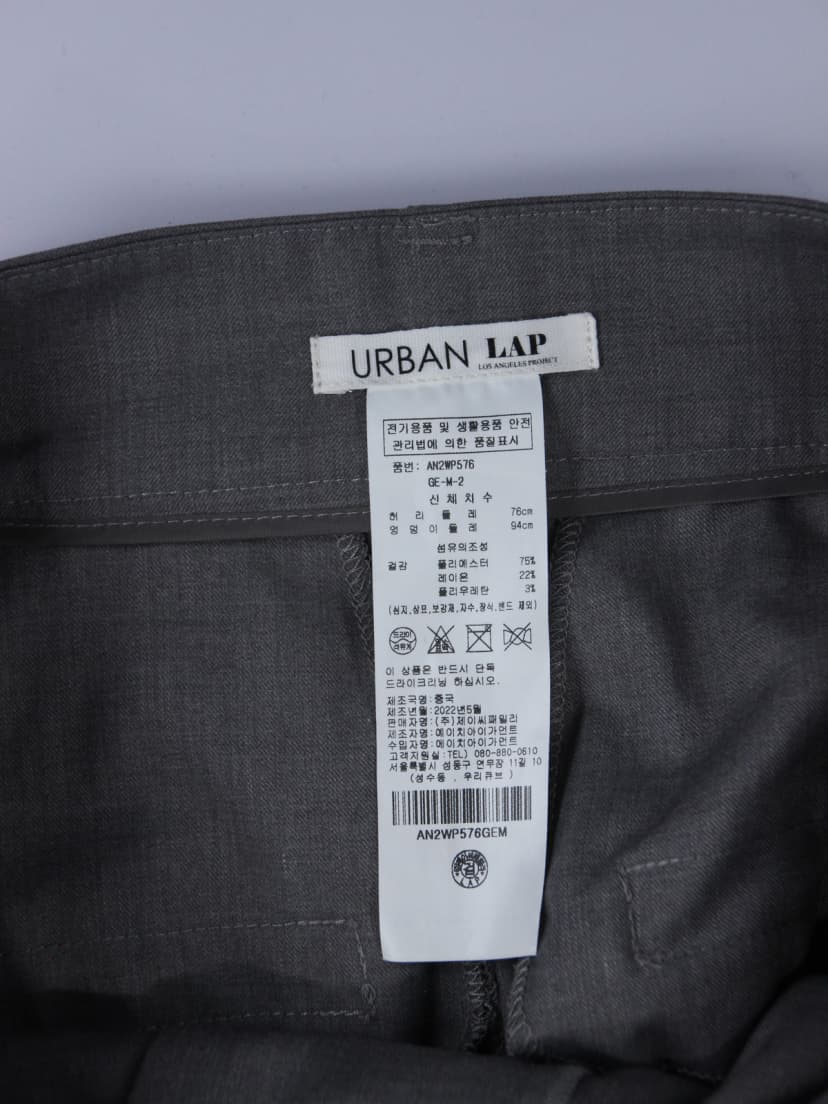 URBAN LAP
LOS ANGELES PROJECT
전기용품 및 생활용품 안전
관리법에 의한 품질표시
품번: AN2WP576
GE-M-2
신체치수
허리둘레 76cm
엉덩이둘레 94cm
섬유의조성
겉감 폴리에스터 75%
레이온 22%
폴리우레탄 3%
(심지,상표,보강제,자수,장식,밴드 제외)
드라이
이 상품은 반드시 단독
드라이크리닝 하십시오.
제조국명:중국
제조년월:2022년5월
판매자명:(주)제이씨패밀리
제조자명:에이치아이가먼트
수입자명:에이치아이가먼트
고객지원실:TEL) 080-880-0610
서울특별시 성동구 연무장 11길 10
(성수동 , 우리큐브 )
AN2WP576GEM
검
LAP